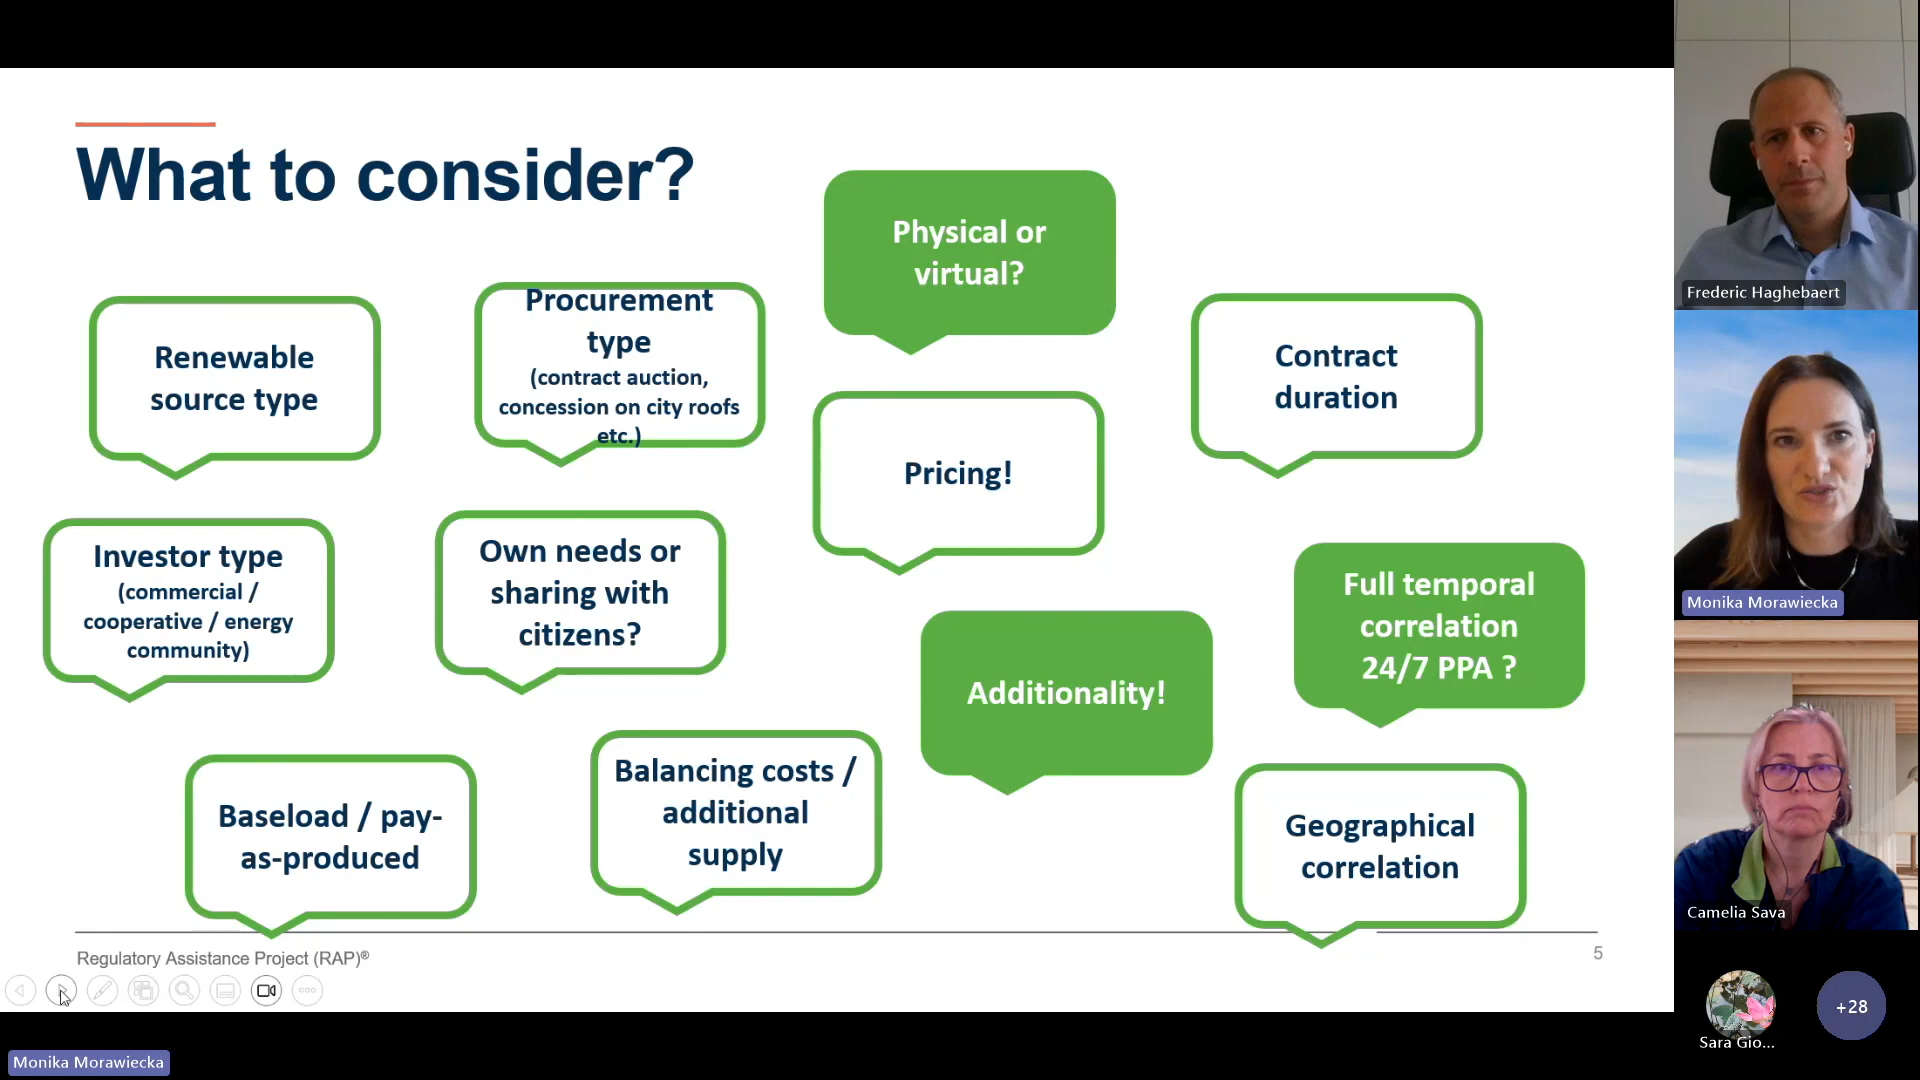 What to consider?
Physical or
virtual?
Renewable
source type
Procurement
type
(contract auction,
concession on city roofs
etc.)
Contract
duration
Pricing!
Investor type
(commercial /
cooperative / energy
community)
Own needs or
sharing with
citizens?
Full temporal
correlation
24/7 PPA ?
Additionality!
Baseload / pay-
as-produced
Balancing costs /
additional
supply
Geographical
correlation
Regulatory Assistance Project (RAP)®
5
Monika Morawiecka
Frederic Haghebaert
Monika Morawiecka
Camelia Sava
Sara Gio...
+28